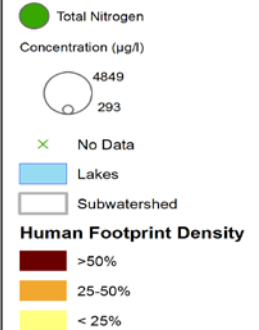 Total Nitrogen
Concentration (µg/l)
4849
293
No Data
Lakes
Subwatershed
Human Footprint Density
>50%
25-50%
< 25%